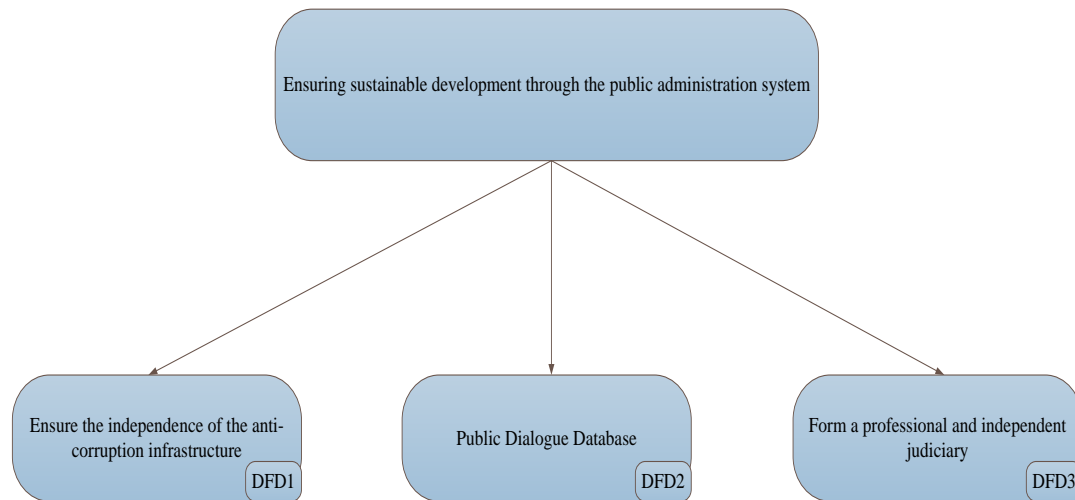 Ensuring sustainable development through the public administration system
Ensure the independence of the anti-
corruption infrastructure
DFD1
Public Dialogue Database
DFD2
Form a professional and independent
judiciary
DFD3